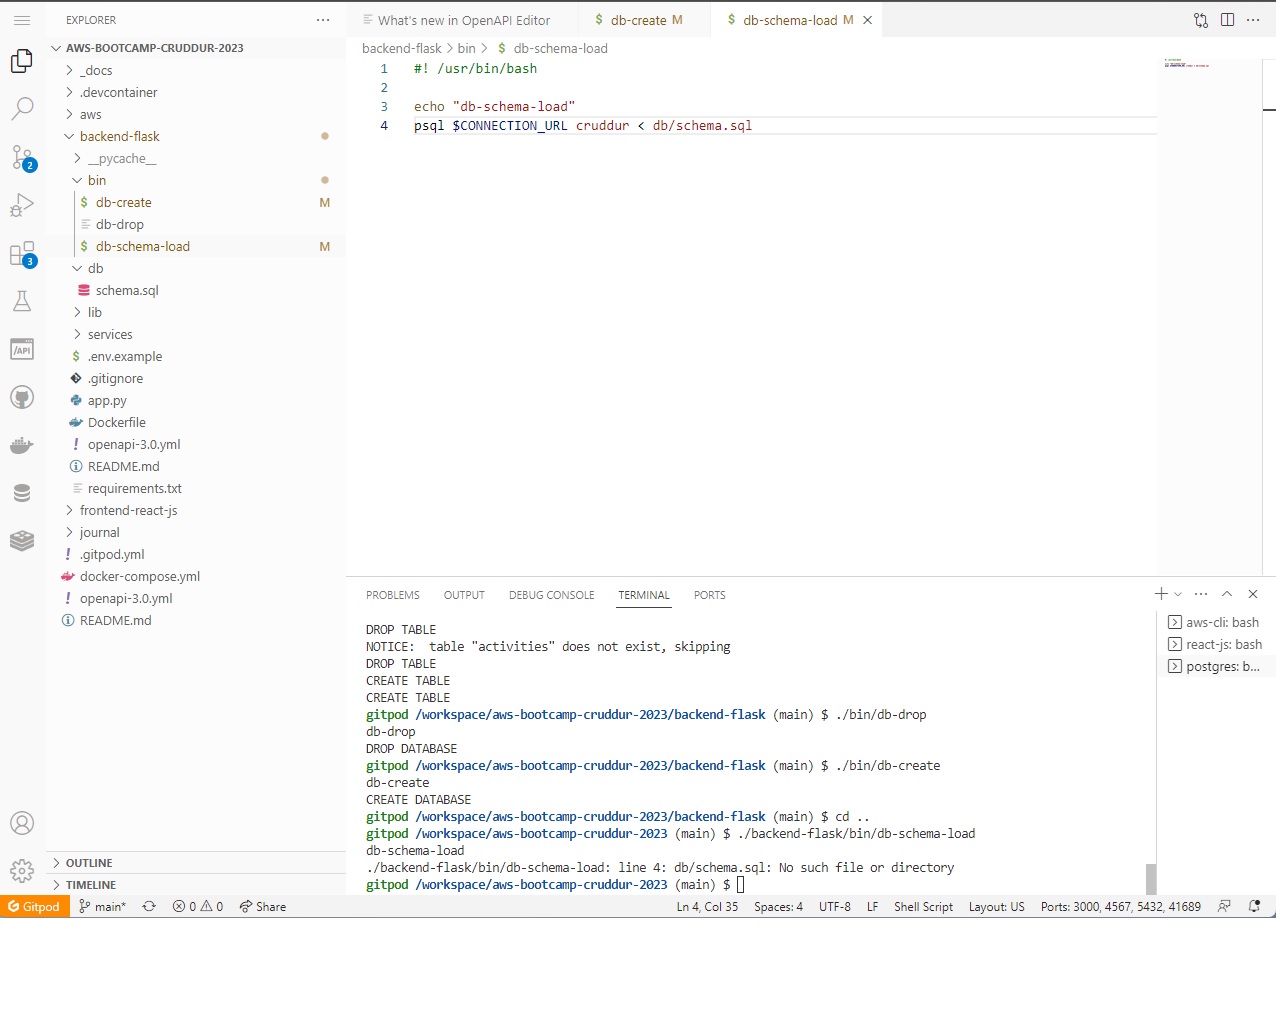 EXPLORER
AWS-BOOTCAMP-CRUDDUR-2023
_docs
.devcontainer
aws
backend-flask
__pycache__
bin
$ db-create M
db-drop
$ db-schema-load M
db
schema.sql
lib
services
$ .env.example
.gitignore
app.py
Dockerfile
! openapi-3.0.yml
README.md
requirements.txt
frontend-react-js
journal
! .gitpod.yml
docker-compose.yml
! openapi-3.0.yml
README.md
OUTLINE
TIMELINE
2
3
/API
What's new in OpenAPI Editor
$ db-create M
$ db-schema-load M
backend-flask > bin > $ db-schema-load
1 #! /usr/bin/bash
2
3 echo "db-schema-load"
4 psql $CONNECTION_URL cruddur < db/schema.sql
PROBLEMS OUTPUT DEBUG CONSOLE TERMINAL PORTS
DROP TABLE
NOTICE:  table "activities" does not exist, skipping
DROP TABLE
CREATE TABLE
CREATE TABLE
gitpod /workspace/aws-bootcamp-cruddur-2023/backend-flask (main) $ ./bin/db-drop
db-drop
DROP DATABASE
gitpod /workspace/aws-bootcamp-cruddur-2023/backend-flask (main) $ ./bin/db-create
db-create
CREATE DATABASE
gitpod /workspace/aws-bootcamp-cruddur-2023/backend-flask (main) $ cd ..
gitpod /workspace/aws-bootcamp-cruddur-2023 (main) $ ./backend-flask/bin/db-schema-load
db-schema-load
./backend-flask/bin/db-schema-load: line 4: db/schema.sql: No such file or directory
gitpod /workspace/aws-bootcamp-cruddur-2023 (main) $
aws-cli: bash
react-js: bash
postgres: b...
Gitpod main* 0 0 Share Ln 4, Col 35 Spaces: 4 UTF-8 LF Shell Script Layout: US Ports: 3000, 4567, 5432, 41689